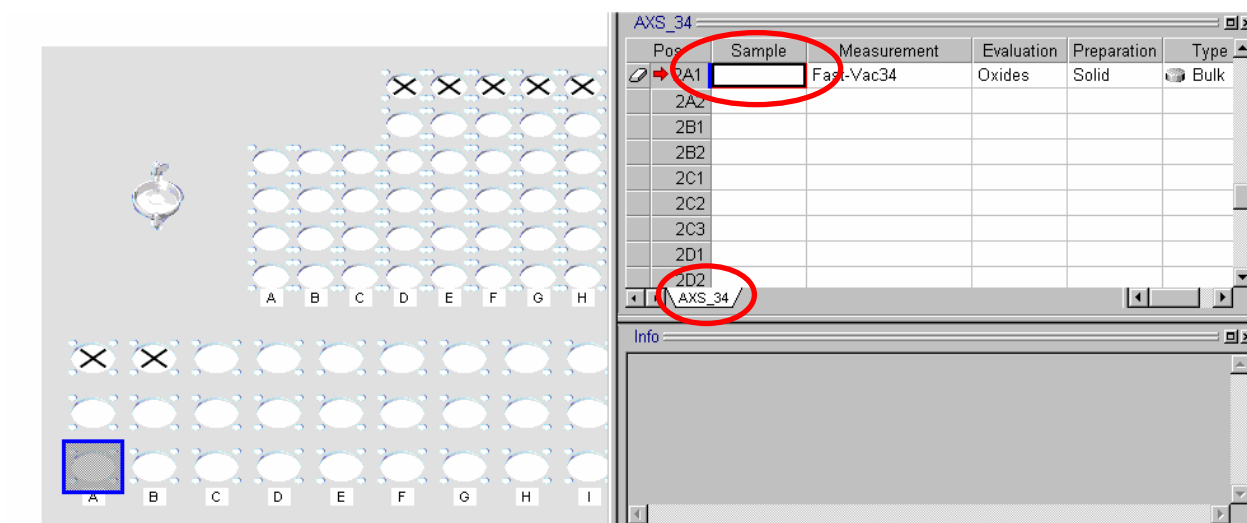 AXS_34
Pos Sample Measurement Evaluation Preparation Type
2A1 Fast-Vac34 Oxides Solid Bulk
2A2
2B1
2B2
2C1
2C2
2C3
2D1
2D2
AXS_34
A B C D E F G H
Info
A B C D E F G H I